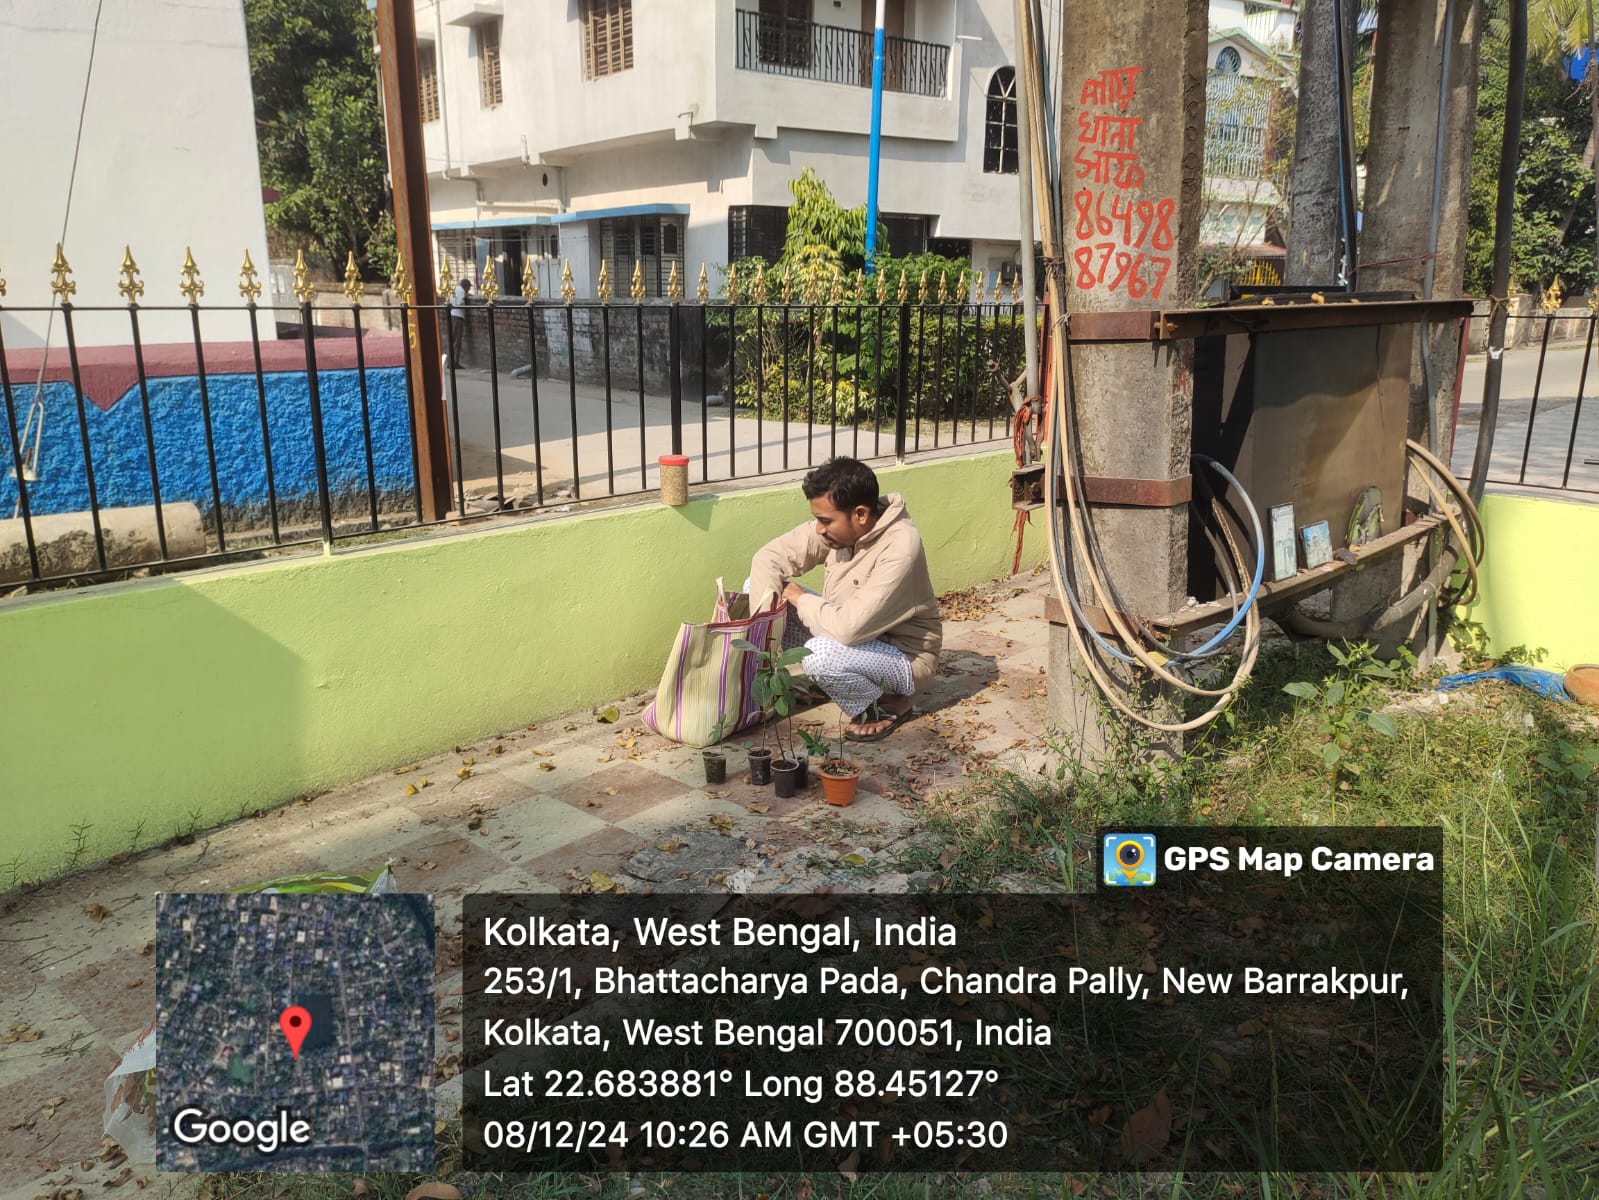 পায়
খানা
সাফ
86498
87967
GPS Map Camera
Kolkata, West Bengal, India
253/1, Bhattacharya Pada, Chandra Pally, New Barrakpur,
Kolkata, West Bengal 700051, India
Lat 22.683881° Long 88.45127°
08/12/24 10:26 AM GMT +05:30
Google